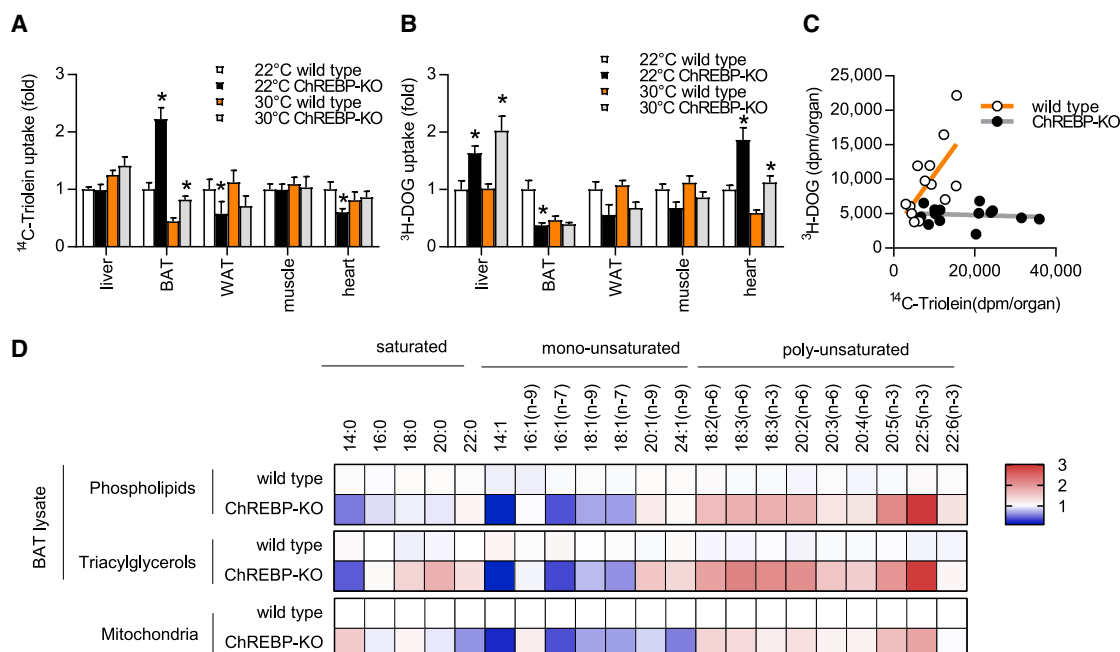 A
¹⁴C-Triolein uptake (fold)
3
2
1
0
22°C wild type
22°C ChREBP-KO
30°C wild type
30°C ChREBP-KO
*
*
*
*
liver
BAT
WAT
muscle
heart
B
³H-DOG uptake (fold)
3
2
1
0
22°C wild type
22°C ChREBP-KO
30°C wild type
30°C ChREBP-KO
*
*
*
*
*
liver
BAT
WAT
muscle
heart
C
³H-DOG (dpm/organ)
25,000
20,000
15,000
10,000
5,000
0
wild type
ChREBP-KO
0 20,000 40,000
¹⁴C-Triolein(dpm/organ)
D
saturated mono-unsaturated poly-unsaturated
14:0 16:0 18:0 20:0 22:0 14:1 16:1(n-9) 16:1(n-7) 18:1(n-9) 18:1(n-7) 20:1(n-9) 24:1(n-9) 18:2(n-6) 18:3(n-6) 18:3(n-3) 20:2(n-6) 20:3(n-6) 20:4(n-6) 20:5(n-3) 22:5(n-3) 22:6(n-3)
BAT lysate
Phospholipids
wild type
ChREBP-KO
Triacylglycerols
wild type
ChREBP-KO
Mitochondria
wild type
ChREBP-KO
3
2
1